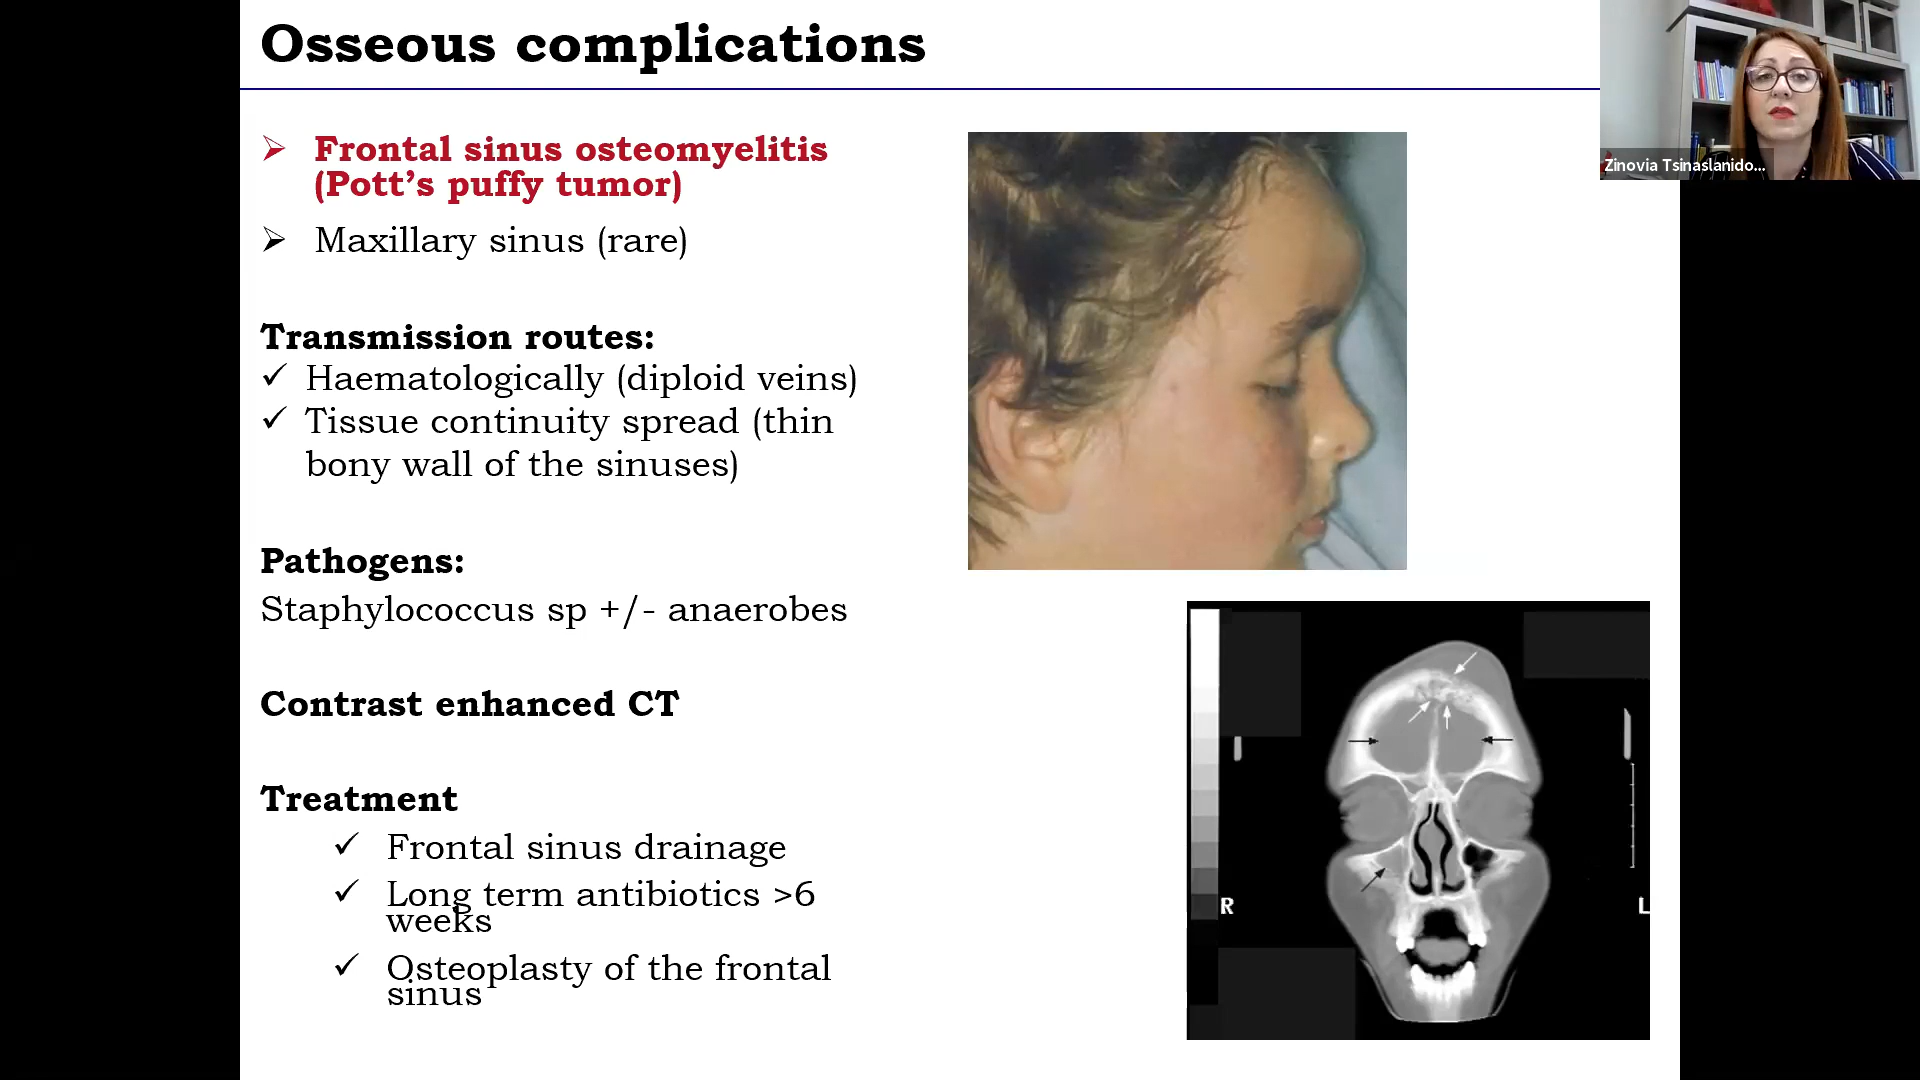 Osseous complications
Zinovia Tsinaslanido...
➢ Frontal sinus osteomyelitis
(Pott’s puffy tumor)
➢ Maxillary sinus (rare)
Transmission routes:
✓ Haematologically (diploid veins)
✓ Tissue continuity spread (thin
bony wall of the sinuses)
Pathogens:
Staphylococcus sp +/- anaerobes
Contrast enhanced CT
Treatment
✓ Frontal sinus drainage
✓ Long term antibiotics >6
weeks
✓ Osteoplasty of the frontal
sinus
R
L